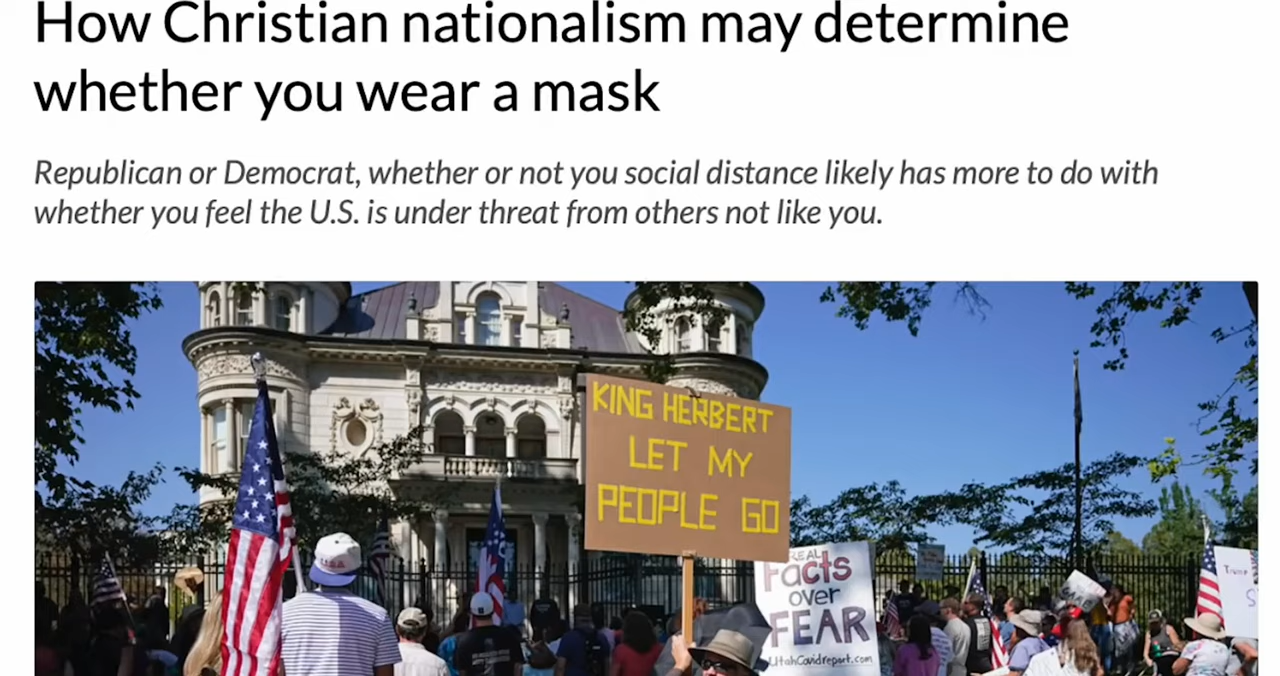 How Christian nationalism may determine
whether you wear a mask
Republican or Democrat, whether or not you social distance likely has more to do with
whether you feel the U.S. is under threat from others not like you.
KING HERBERT
LET MY
PEOPLE GO
REAL
Facts
over
FEAR
UtahCovidreport.com
USA
Trump